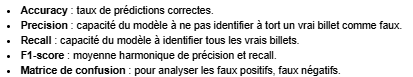 • Accuracy : taux de prédictions correctes.
• Precision : capacité du modèle à ne pas identifier à tort un vrai billet comme faux.
• Recall : capacité du modèle à identifier tous les vrais billets.
• F1-score : moyenne harmonique de précision et recall.
• Matrice de confusion : pour analyser les faux positifs, faux négatifs.